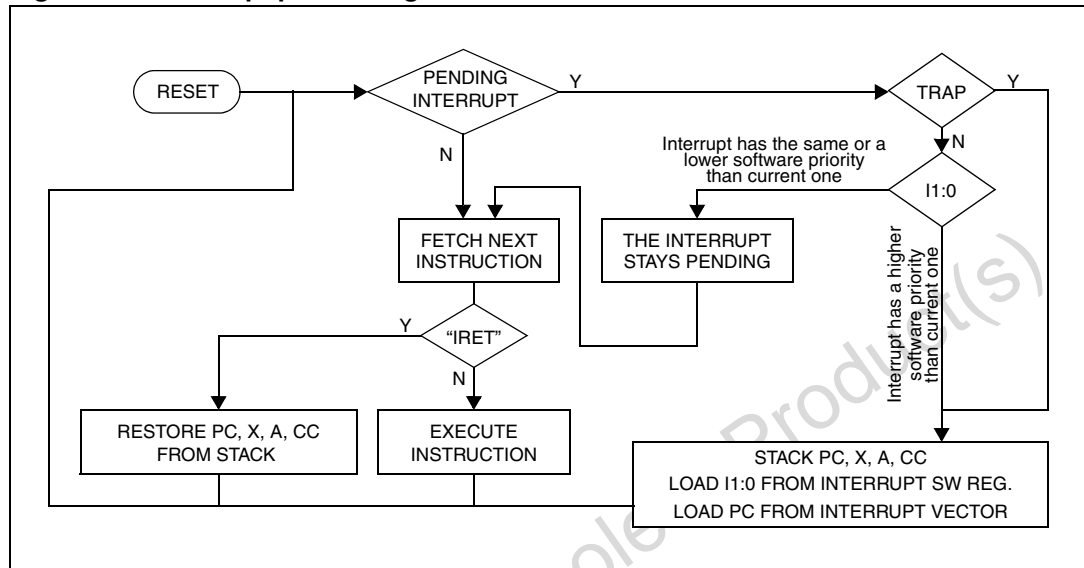 RESET
PENDING
INTERRUPT
Y
TRAP
Y
N
N
Interrupt has the same or a
lower software priority
than current one
I1:0
FETCH NEXT
INSTRUCTION
THE INTERRUPT
STAYS PENDING
Interrupt has a higher
software priority
than current one
Y
“IRET”
N
RESTORE PC, X, A, CC
FROM STACK
EXECUTE
INSTRUCTION
STACK PC, X, A, CC
LOAD I1:0 FROM INTERRUPT SW REG.
LOAD PC FROM INTERRUPT VECTOR
Product(s)